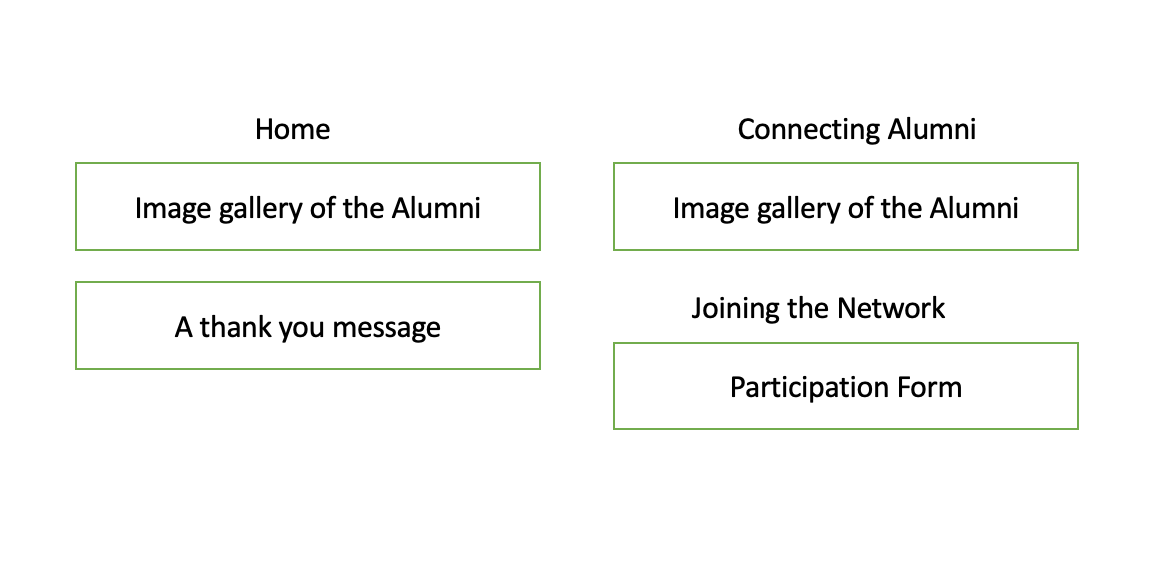 Home
Image gallery of the Alumni
A thank you message
Connecting Alumni
Image gallery of the Alumni
Joining the Network
Participation Form